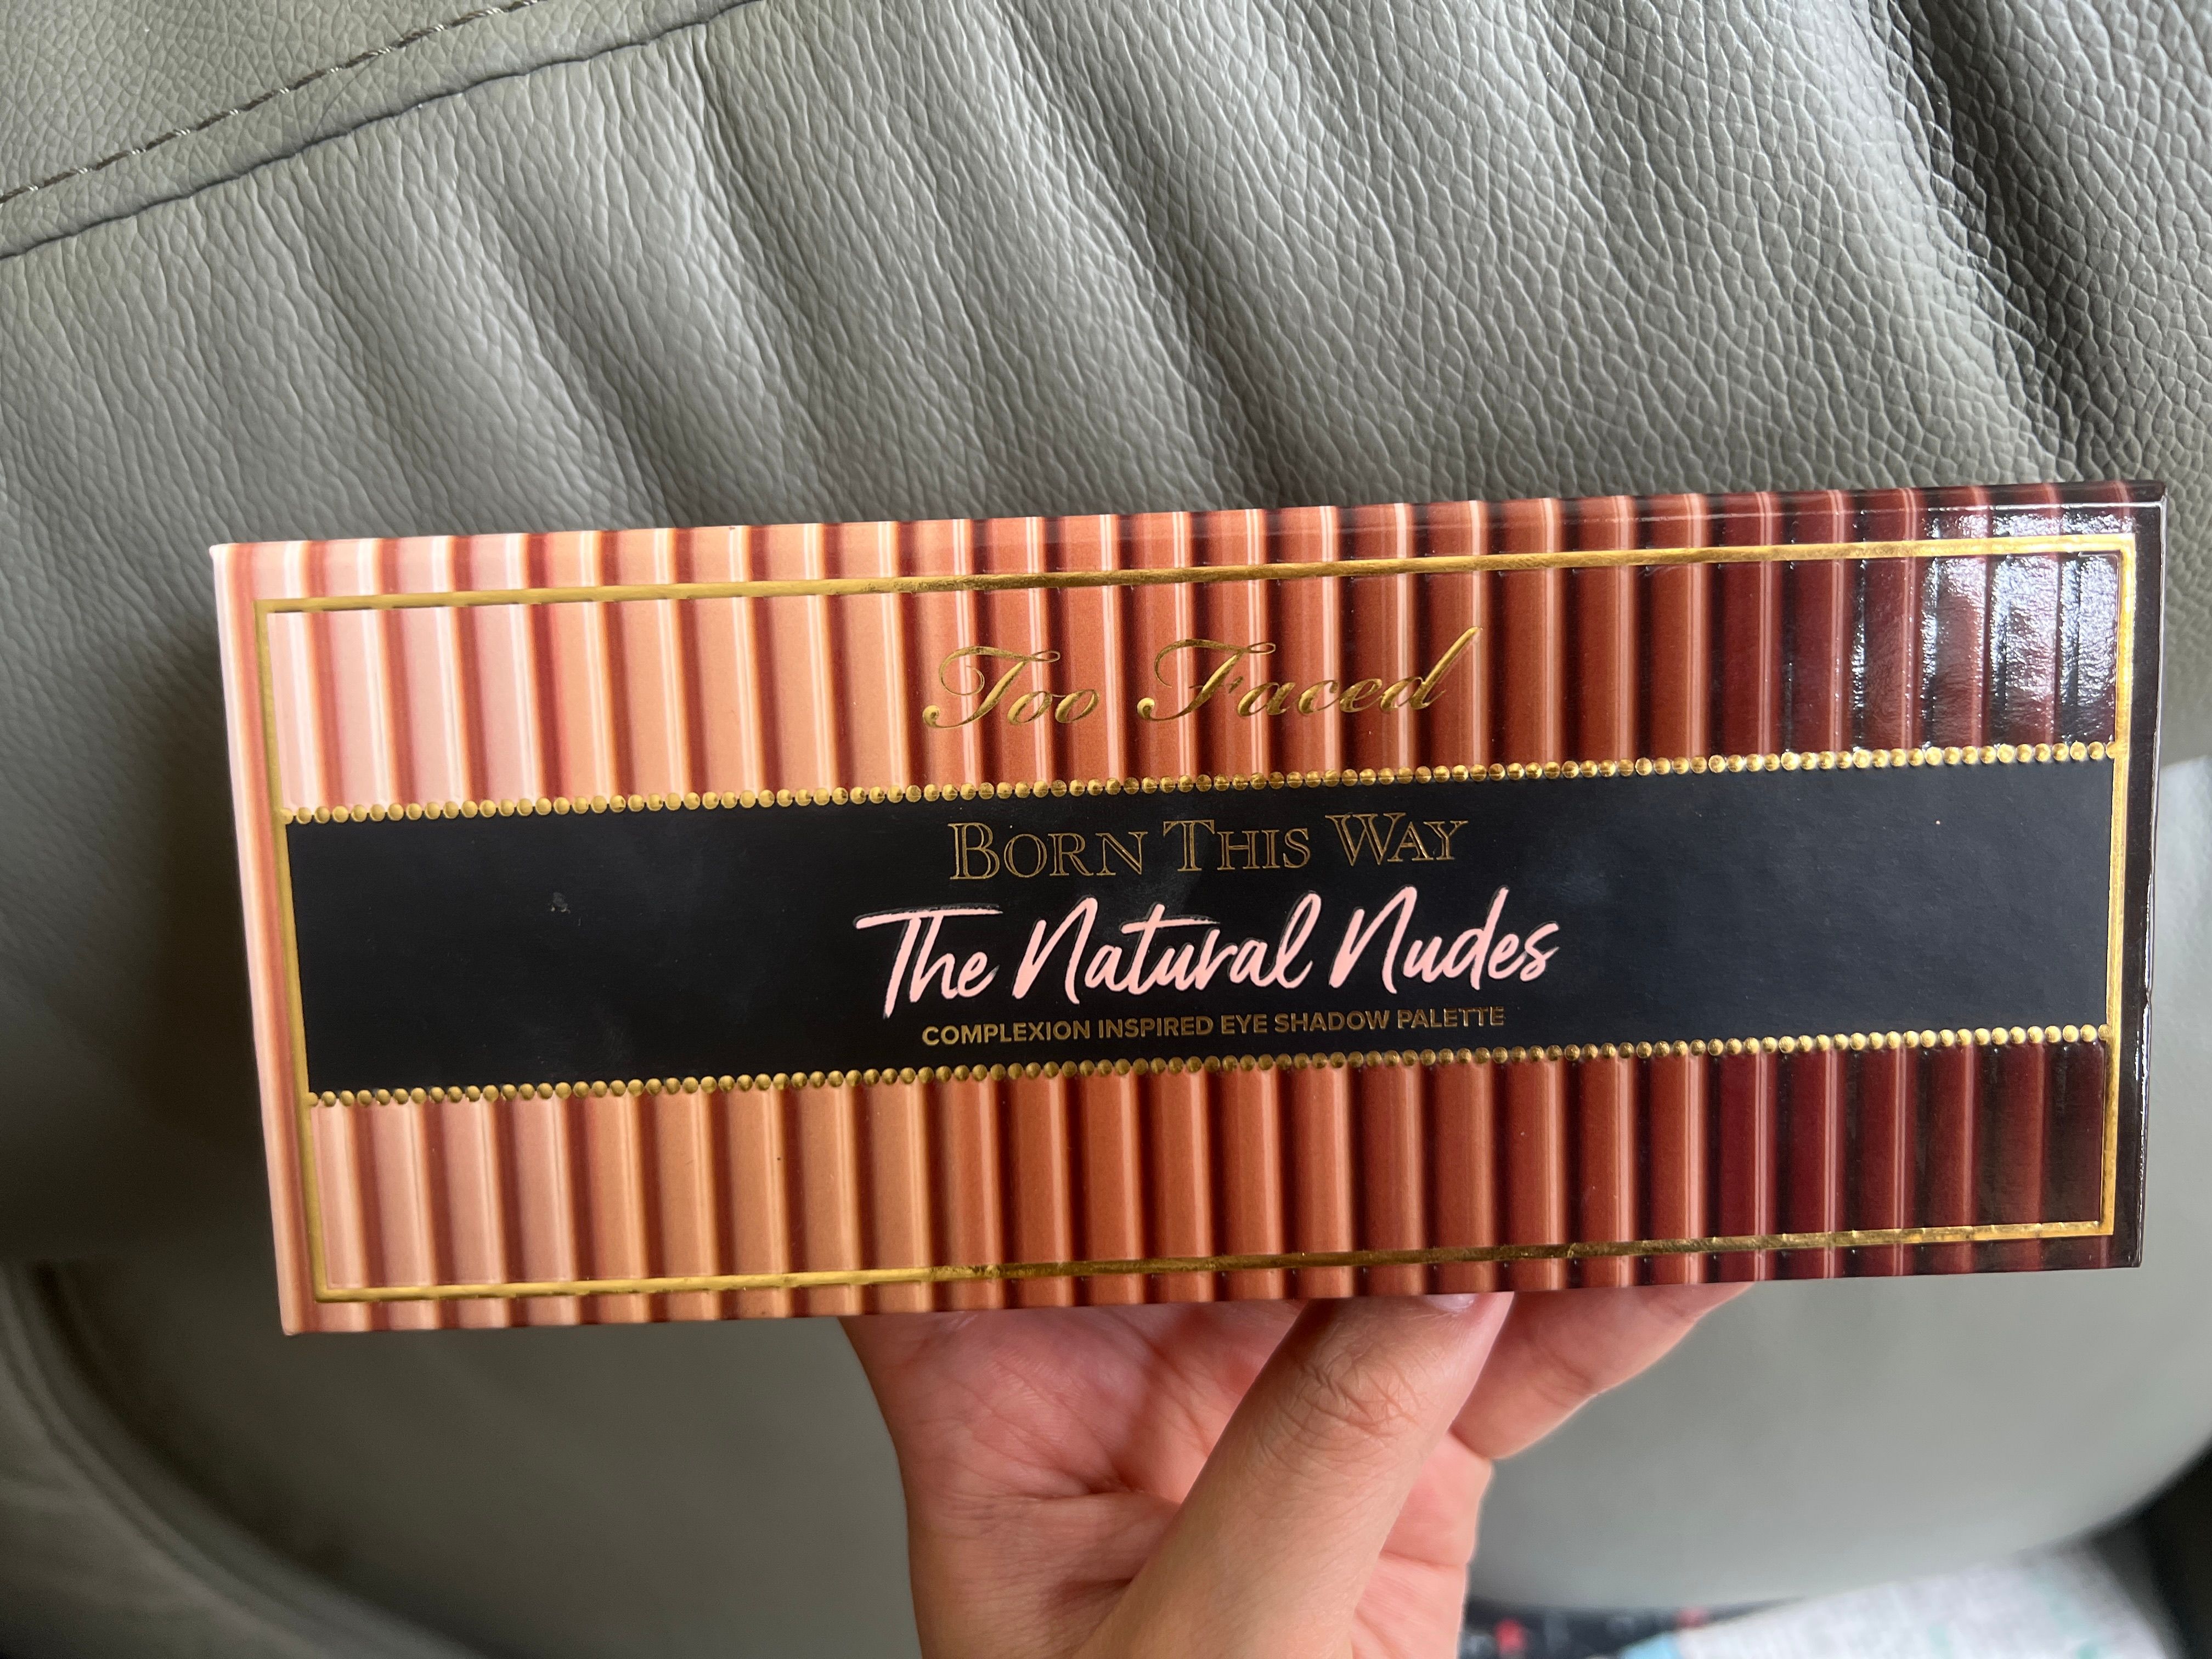 Too Faced
BORN THIS WAY
The Natural Nudes
COMPLEXION INSPIRED EYE SHADOW PALETTE